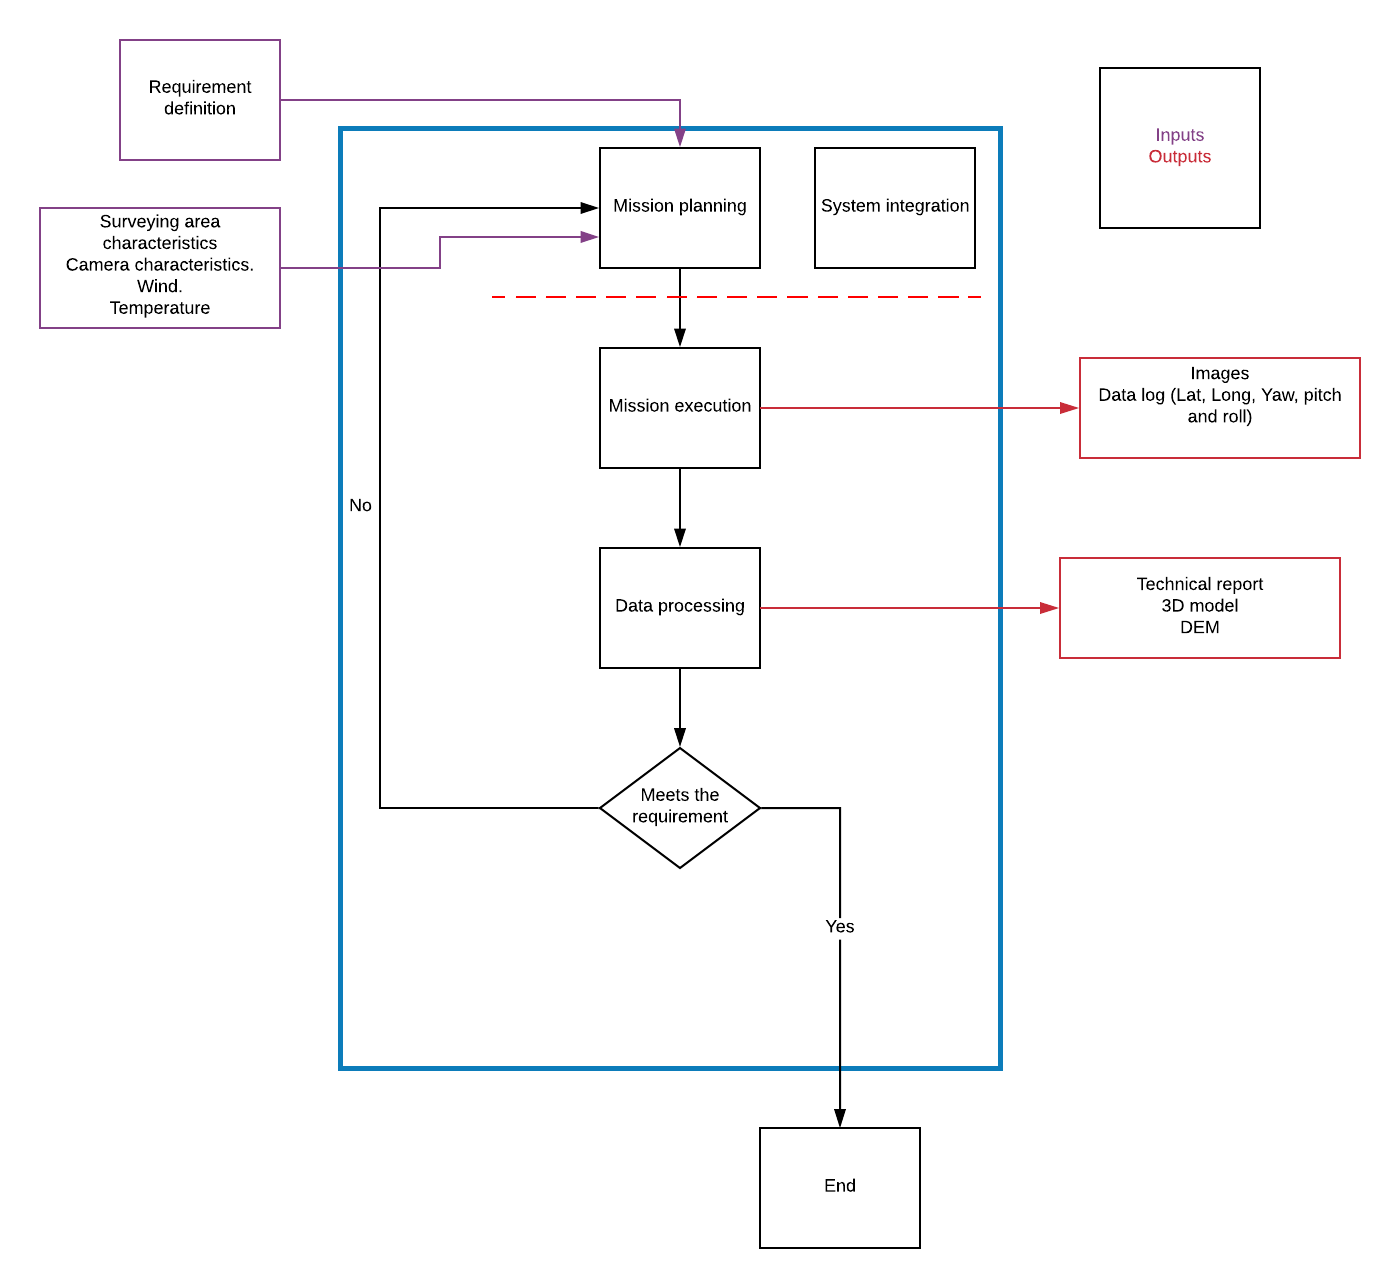 Requirement
definition
Inputs
Outputs
Mission planning
System integration
Surveying area
characteristics
Camera characteristics.
Wind.
Temperature
Images
Data log (Lat, Long, Yaw, pitch
and roll)
Mission execution
No
Technical report
3D model
DEM
Data processing
Meets the
requirement
Yes
End